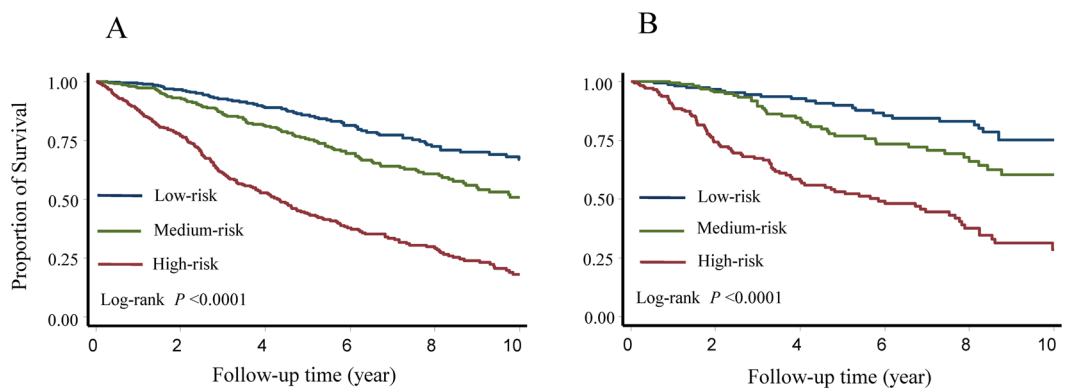 A
Proportion of Survival
1.00
0.75
0.50
0.25
0.00
Low-risk
Medium-risk
High-risk
Log-rank P <0.0001
0 2 4 6 8 10
Follow-up time (year)
B
1.00
0.75
0.50
0.25
0.00
Low-risk
Medium-risk
High-risk
Log-rank P <0.0001
0 2 4 6 8 10
Follow-up time (year)